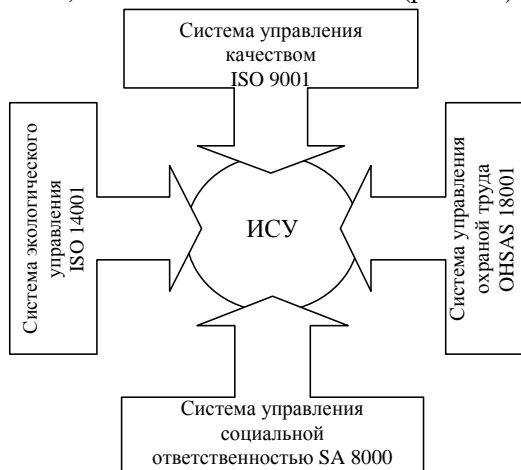 Система управления
качеством
ISO 9001
Система экологического
управления
ISO 14001
ИСУ
Система управления
охраной труда
OHSAS 18001
Система управления
социальной
ответственностью SA 8000